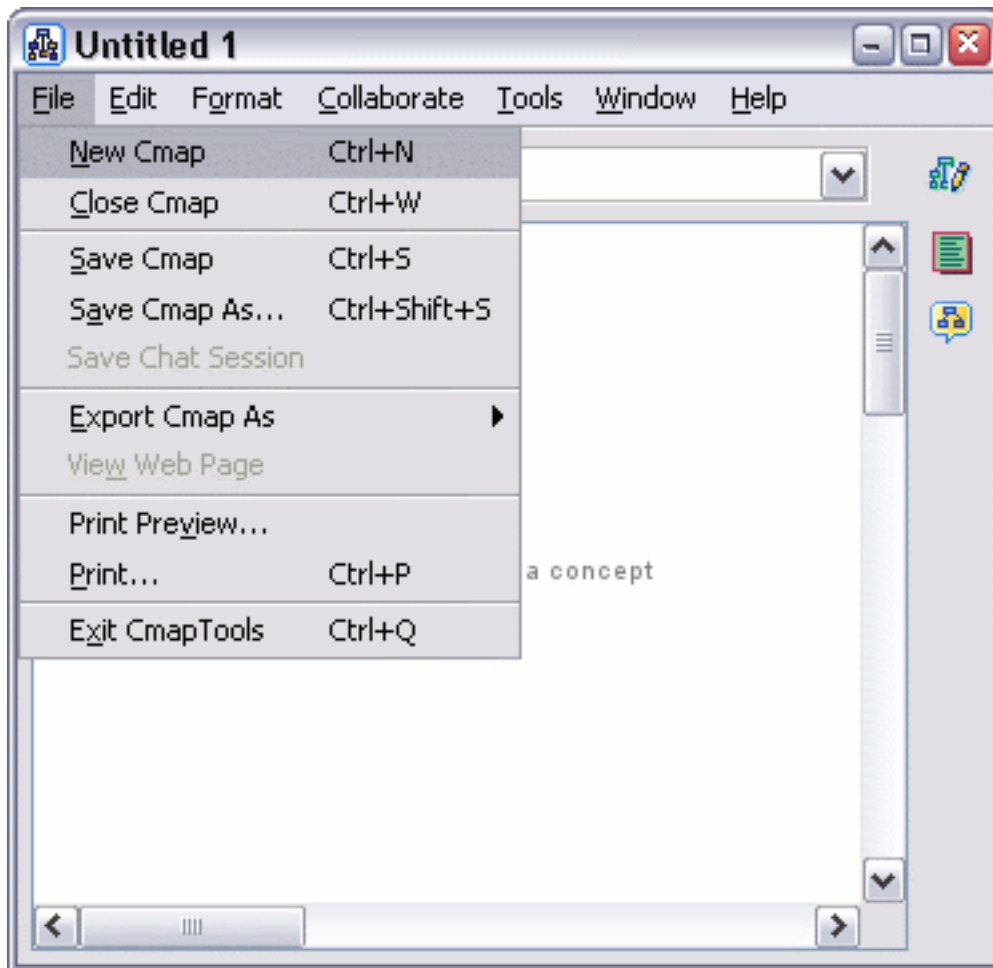 Untitled 1
File Edit Format Collaborate Tools Window Help
New Cmap Ctrl+N
Close Cmap Ctrl+W
Save Cmap Ctrl+S
Save Cmap As... Ctrl+Shift+S
Save Chat Session
Export Cmap As
View Web Page
Print Preview...
Print... Ctrl+P
a concept
Exit CmapTools Ctrl+Q